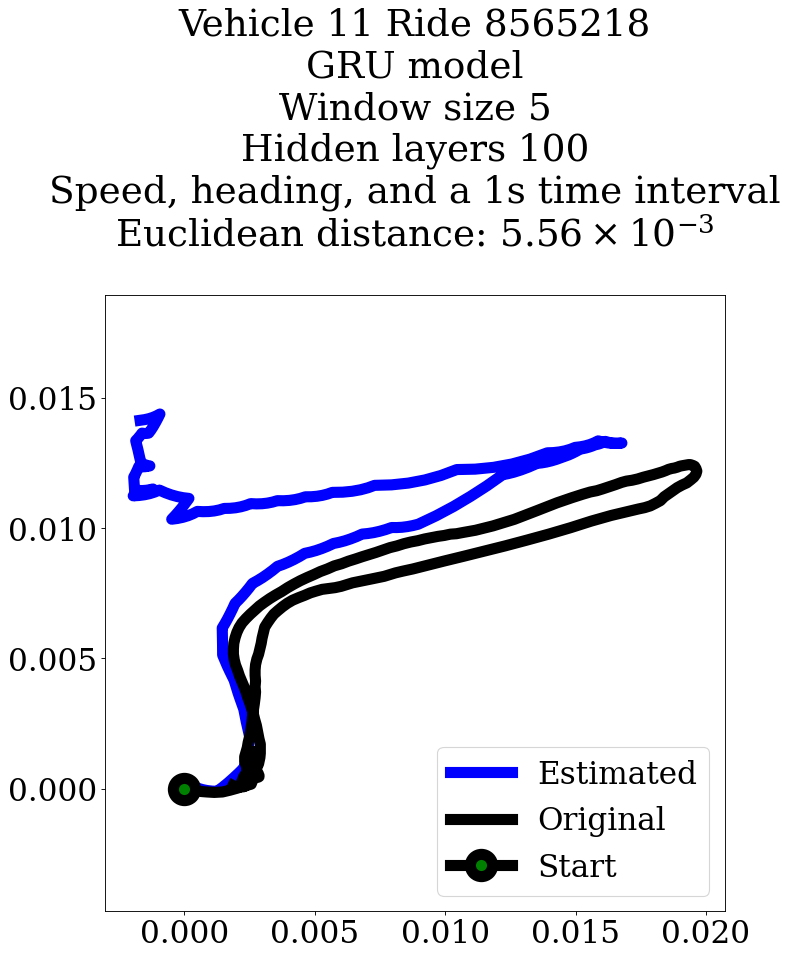 Vehicle 11 Ride 8565218
GRU model
Window size 5
Hidden layers 100
Speed, heading, and a 1s time interval
Euclidean distance: 5.56 × 10⁻³
0.015
0.010
0.005
0.000
Estimated
Original
Start
0.000 0.005 0.010 0.015 0.020